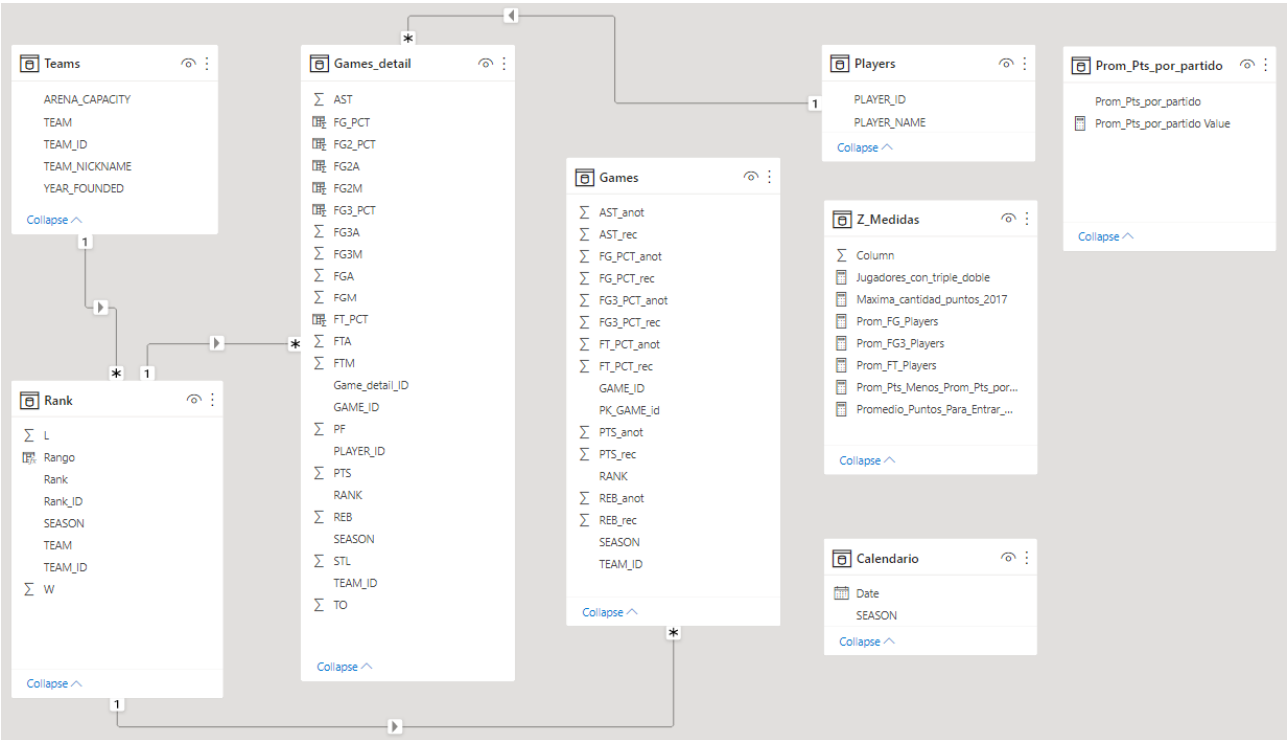 Teams
ARENA_CAPACITY
TEAM
TEAM_ID
TEAM_NICKNAME
YEAR_FOUNDED
Collapse
1
*
Games_detail
AST
FG_PCT
FG2_PCT
FG2A
FG2M
FG3_PCT
FG3A
FG3M
FGA
FGM
FT_PCT
FTA
FTM
Game_detail_ID
GAME_ID
PF
PLAYER_ID
PTS
RANK
REB
SEASON
STL
TEAM_ID
TO
Collapse
*
*
1
Players
PLAYER_ID
PLAYER_NAME
Collapse
1
Prom_Pts_por_partido
Prom_Pts_por_partido
Prom_Pts_por_partido Value
Collapse
Games
AST_anot
AST_rec
FG_PCT_anot
FG_PCT_rec
FG3_PCT_anot
FG3_PCT_rec
FT_PCT_anot
FT_PCT_rec
GAME_ID
PK_GAME_id
PTS_anot
PTS_rec
RANK
REB_anot
REB_rec
SEASON
TEAM_ID
Collapse
*
Z_Medidas
Column
Jugadores_con_triple_doble
Maxima_cantidad_puntos_2017
Prom_FG_Players
Prom_FG3_Players
Prom_FT_Players
Prom_Pts_Menos_Prom_Pts_por...
Promedio_Puntos_Para_Entrar_...
Collapse
Rank
L
Rango
Rank
Rank_ID
SEASON
TEAM
TEAM_ID
W
Collapse
1
Calendario
Date
SEASON
Collapse